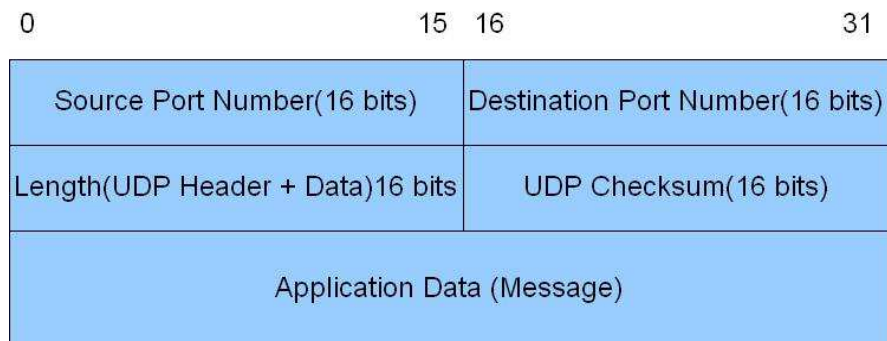 0 15 16 31
Source Port Number(16 bits) Destination Port Number(16 bits)
Length(UDP Header + Data)16 bits UDP Checksum(16 bits)
Application Data (Message)